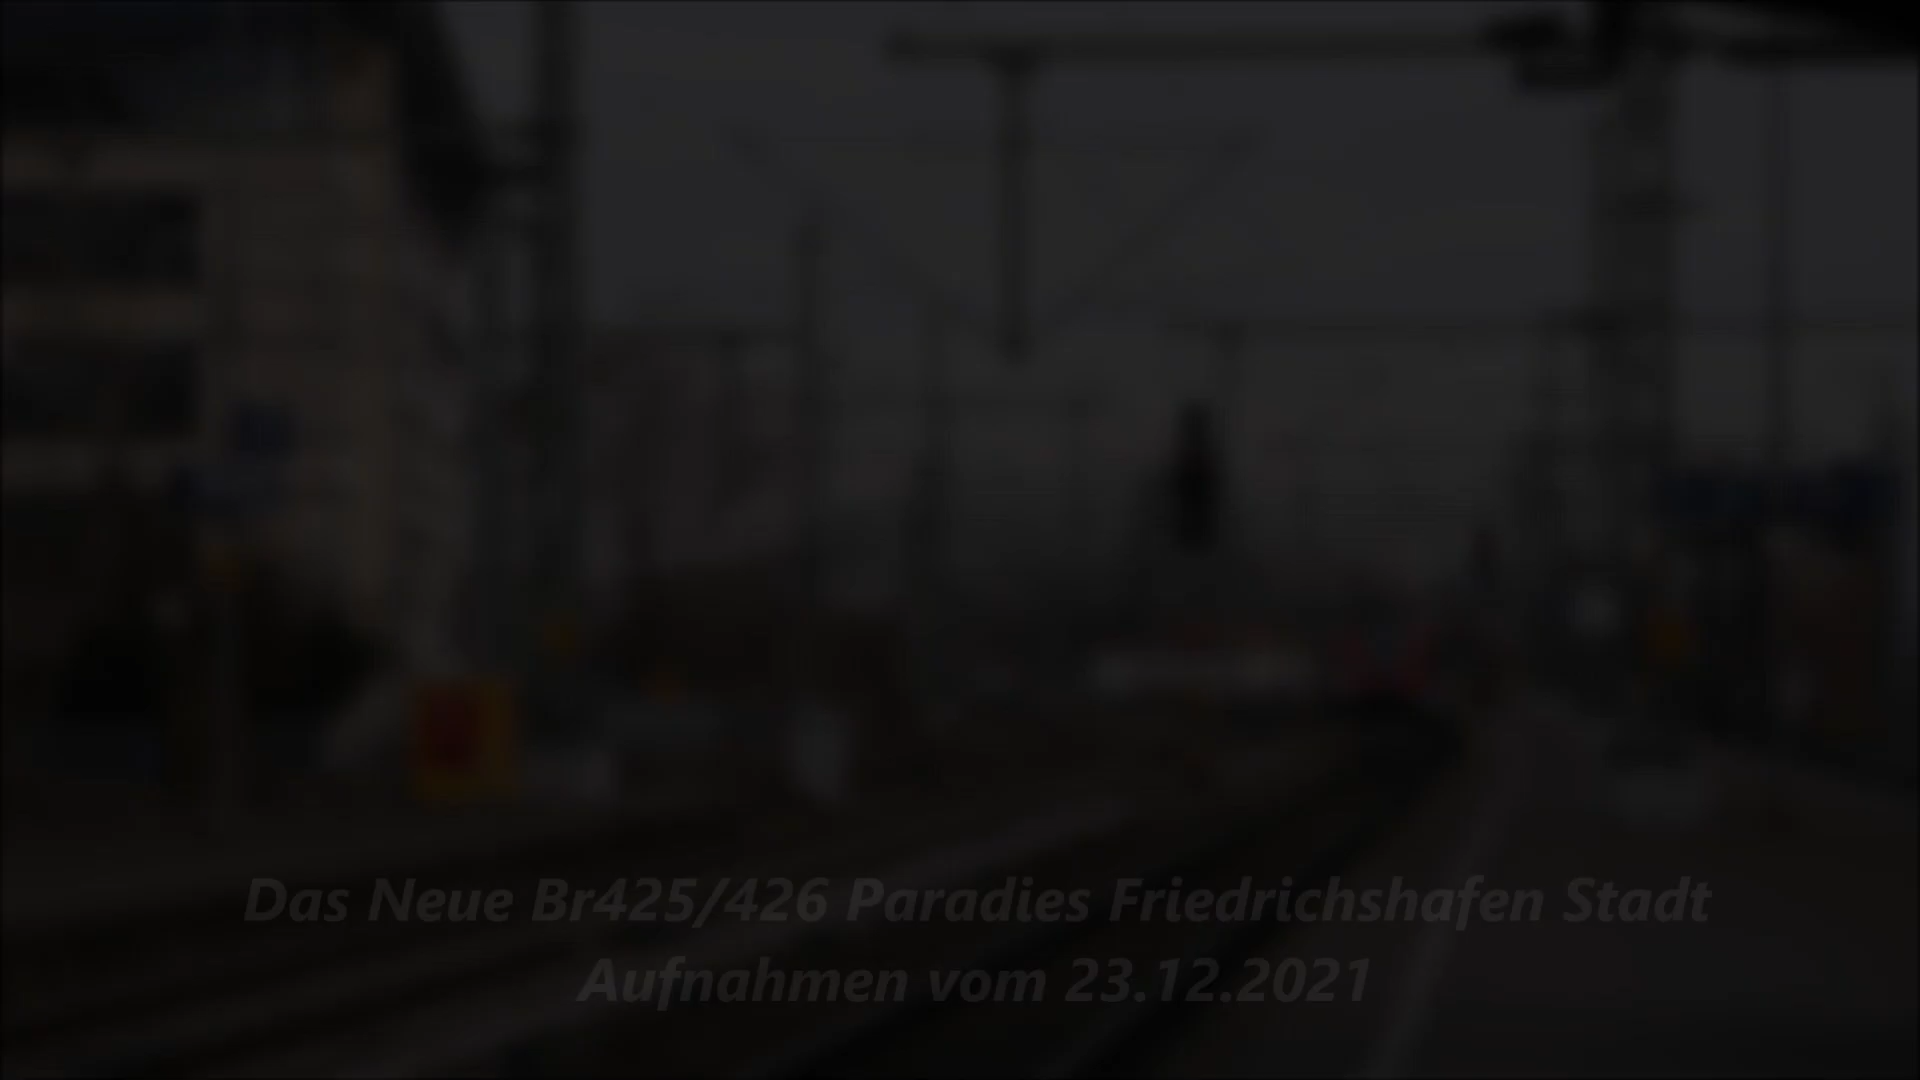 Das Neue Br425/426 Paradies Friedrichshafen Stadt
Aufnahmen vom 23.12.2021